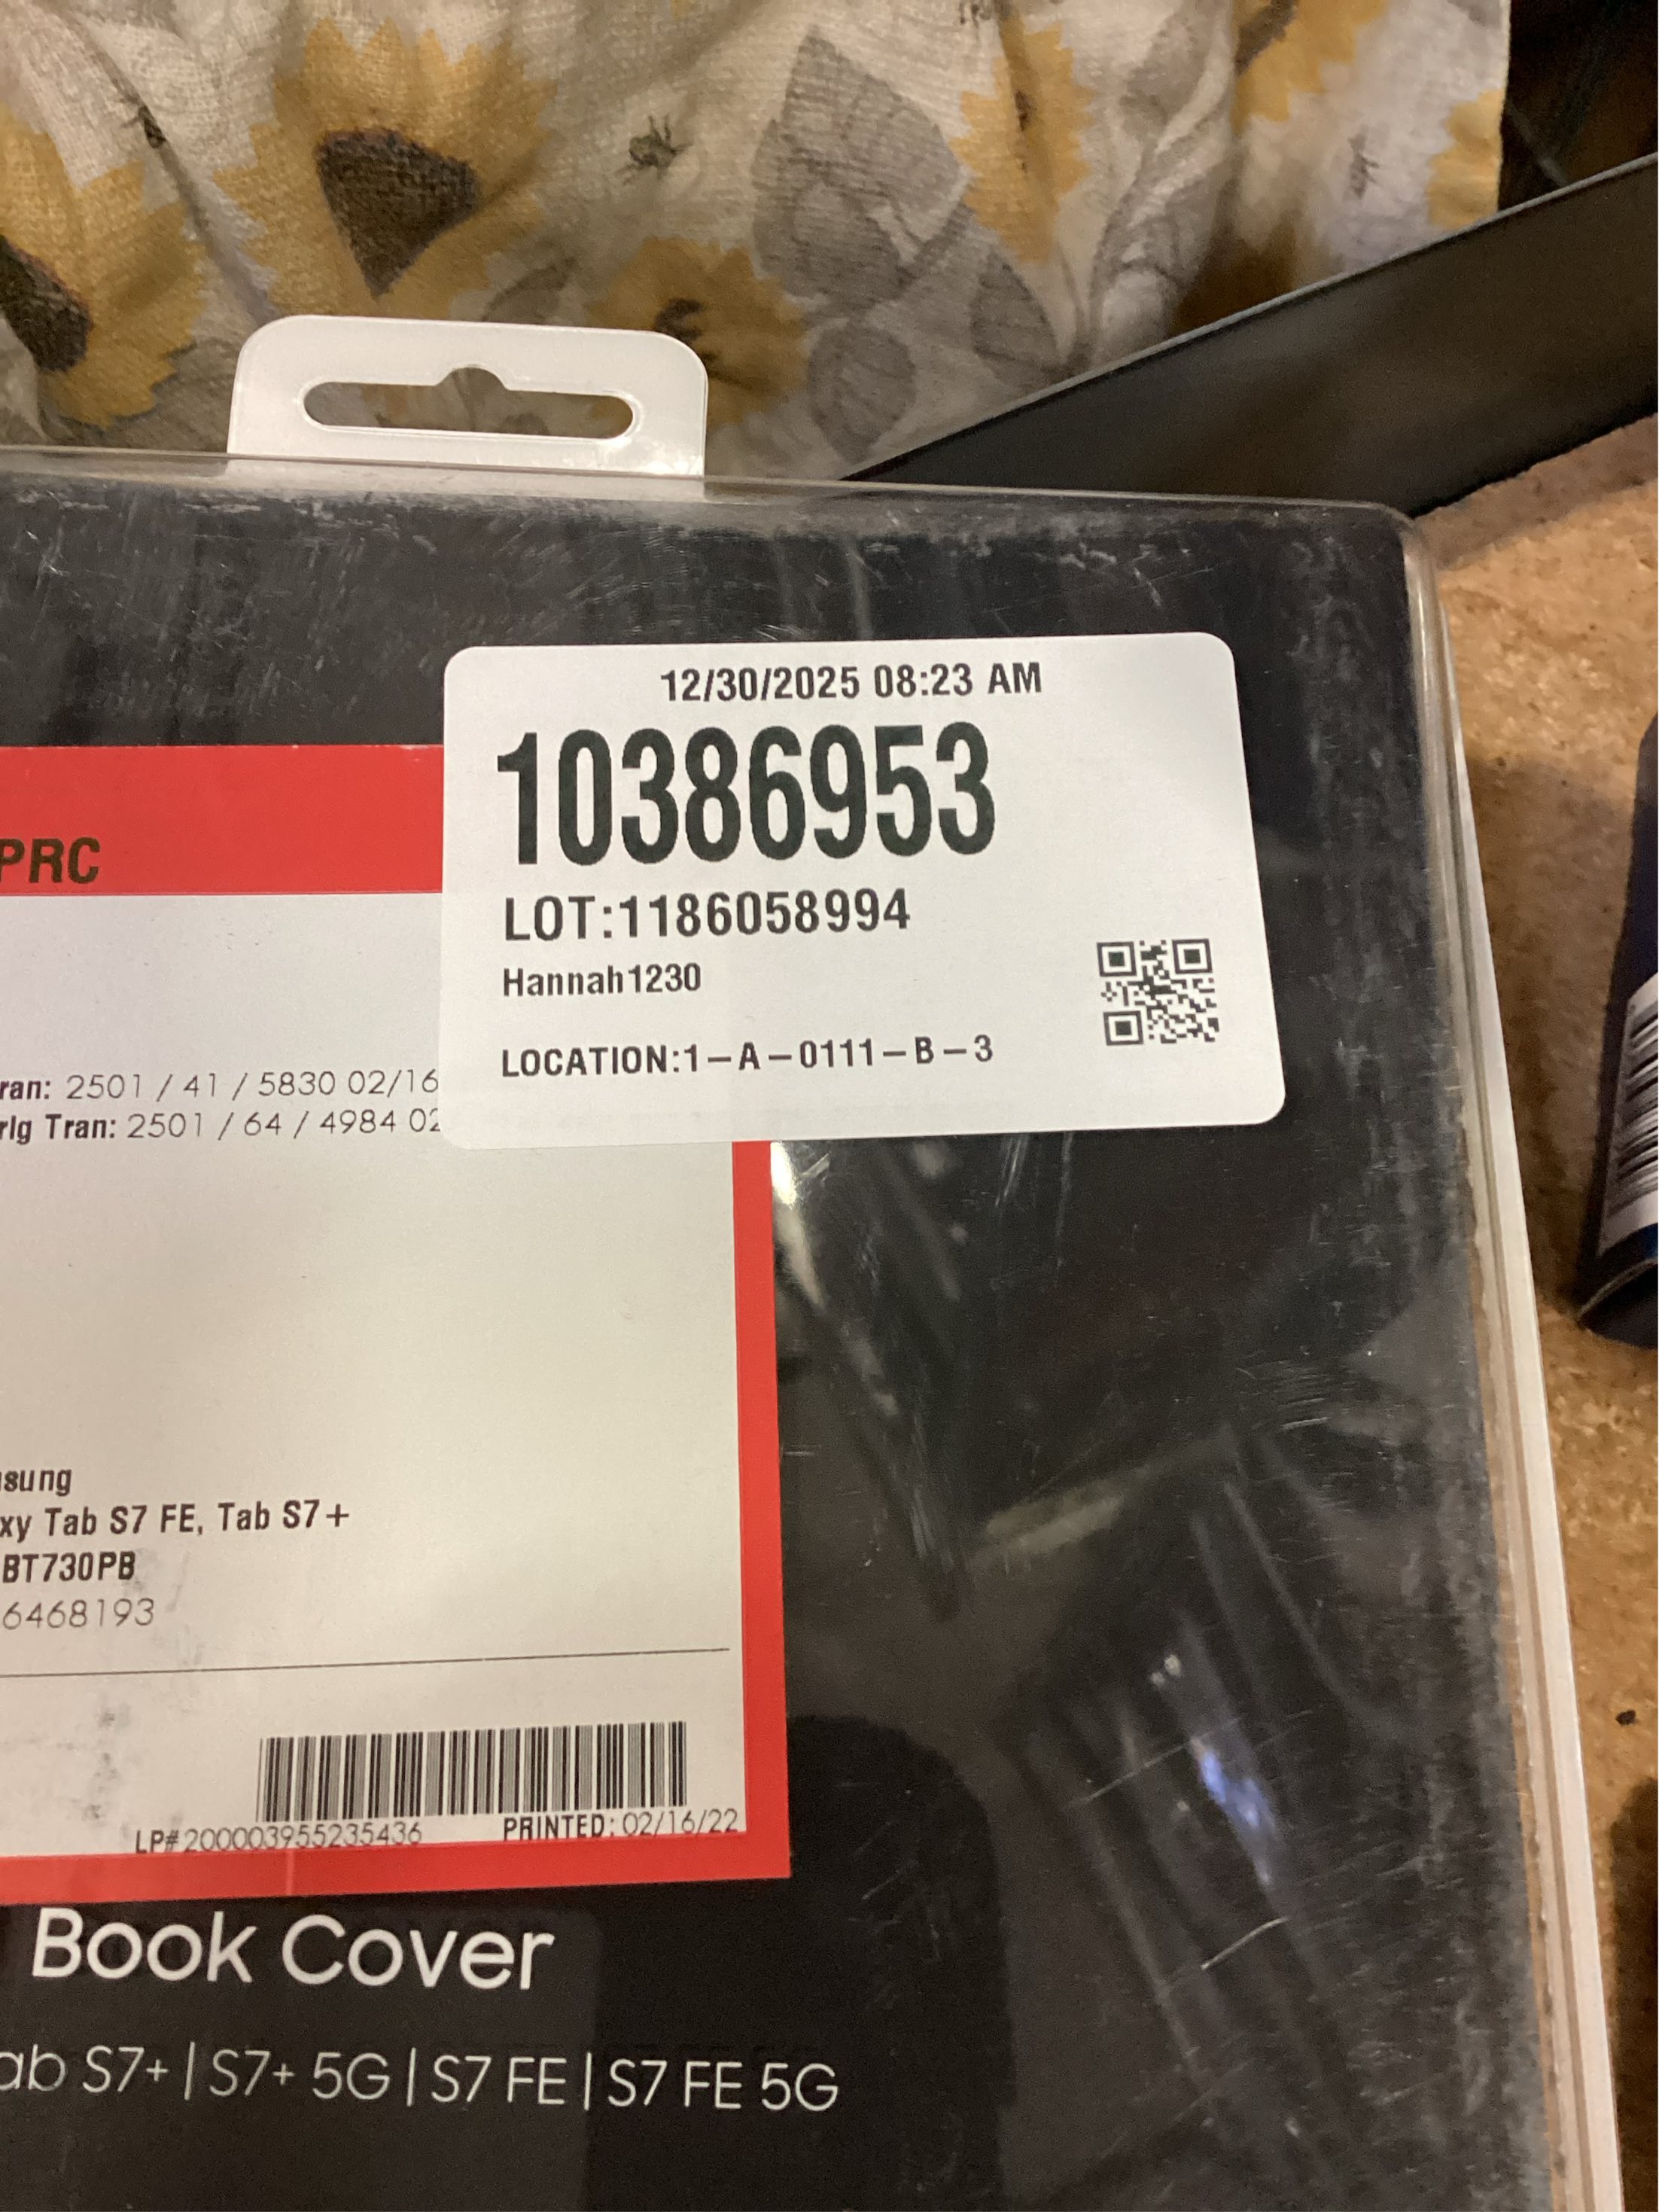 12/30/2025 08:23 AM
10386953
LOT:1186058994
Hannah1230
LOCATION:1-A-0111-B-3
PRC
ran: 2501 / 41 / 5830 02/16
rlg Tran: 2501 / 64 / 4984 02
sung
xy Tab S7 FE, Tab S7+
BT730PB
6468193
LP#200003955235436 PRINTED: 02/16/22
Book Cover
ab S7+ | S7+ 5G | S7 FE | S7 FE 5G